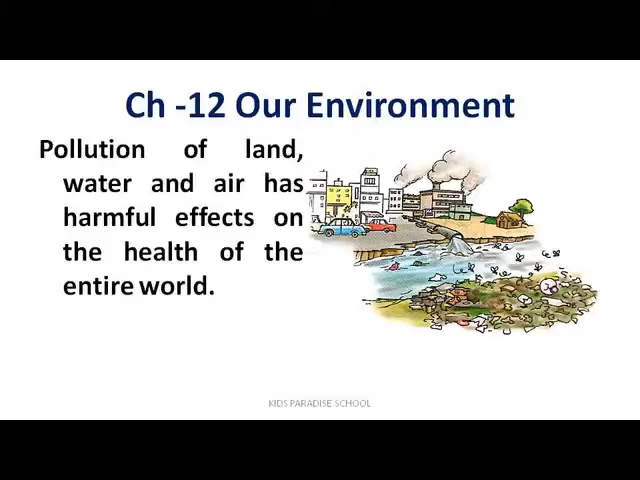 Ch -12 Our Environment
Pollution of land,
water and air has
harmful effects on
the health of the
entire world.
KIDS PARADISE SCHOOL